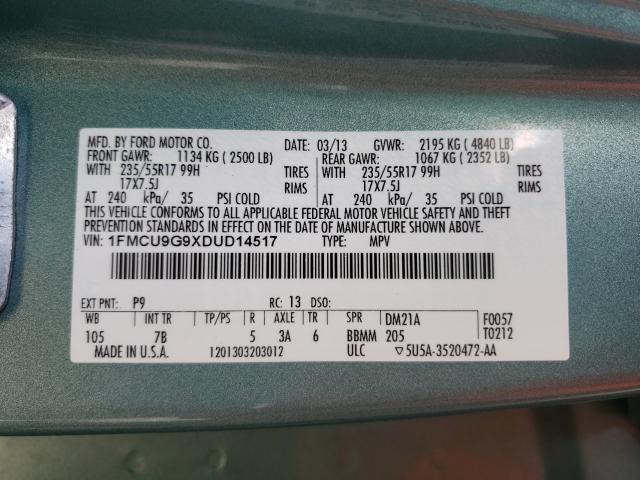 MFD. BY FORD MOTOR CO. DATE: 03/13 GVWR: 2195 KG ( 4840 LB)
FRONT GAWR: 1134 KG ( 2500 LB) REAR GAWR: 1067 KG ( 2352 LB)
WITH 235/55R17 99H TIRES WITH 235/55R17 99H TIRES
17X7.5J RIMS 17X7.5J RIMS
AT 240 kPa/ 35 PSI COLD AT 240 kPa/ 35 PSI COLD
THIS VEHICLE CONFORMS TO ALL APPLICABLE FEDERAL MOTOR VEHICLE SAFETY AND THEFT
PREVENTION STANDARDS IN EFFECT ON THE DATE OF MANUFACTURE SHOWN ABOVE.
VIN: 1FMCU9G9XDUD14517 TYPE: MPV
EXT PNT: P9 RC: 13 DSO:
WB INT TR TP/PS R AXLE TR SPR DM21A F0057
105 7B 5 3A 6 BBMM 205 T0212
MADE IN U.S.A. 1201303203012 ULC ▽5U5A-3520472-AA